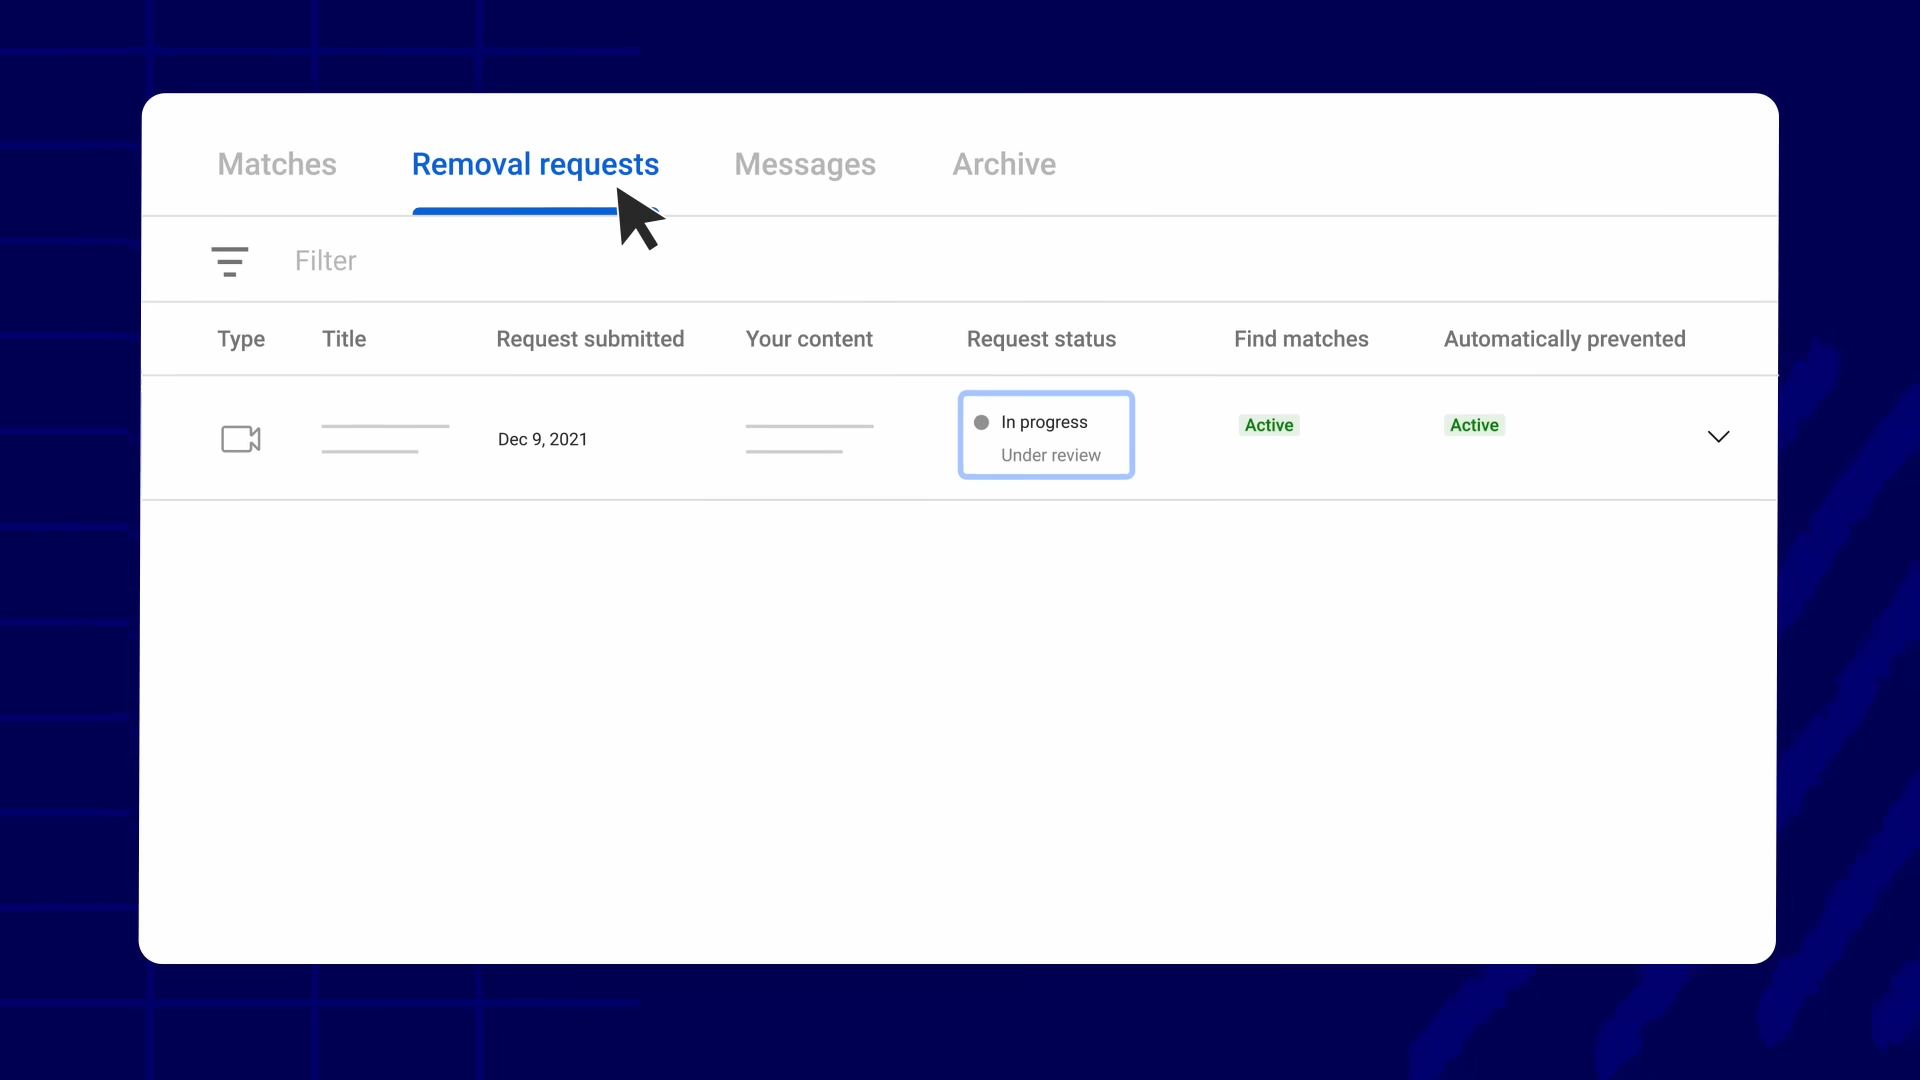 Matches Removal requests Messages Archive
Filter
Type Title Request submitted Your content Request status Find matches Automatically prevented
Dec 9, 2021 In progress Active Active
Under review